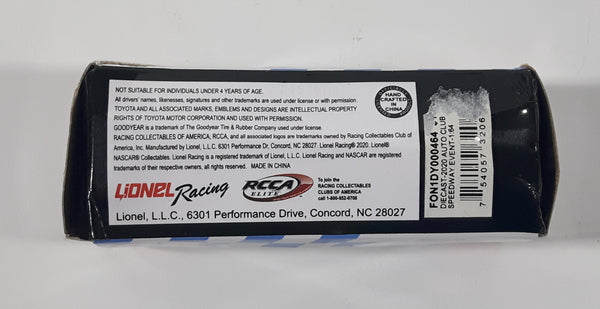 NOT SUITABLE FOR INDIVIDUALS UNDER 4 YEARS OF AGE.
All drivers' names, likenesses, signatures and other trademarks are used under license or with permission.
TOYOTA AND ALL ASSOCIATED MARKS, EMBLEMS AND DESIGNS ARE INTELLECTUAL PROPERTY
RIGHTS OF TOYOTA MOTOR CORPORATION AND USED WITH PERMISSION.
GOODYEAR is a trademark of The Goodyear Tire & Rubber Company used under license.
RACING COLLECTABLES OF AMERICA, RCCA, and all associated logos are trademarks owned by Racing Collectables Club of
America, Inc. Manufactured by Lionel, L.L.C. 6301 Performance Dr, Concord, NC 28027. Lionel Racing® 2020. Lionel®
NASCAR® Collectables. Lionel Racing is a registered trademark of Lionel, L.L.C. Lionel Racing and NASCAR are registered
trademarks of their respective owners, all rights reserved. MADE IN CHINA
LIONEL Racing
RCCA
ELITE
To join the
RACING COLLECTABLES
CLUBS OF AMERICA
call 1-800-952-0708
Lionel, L.L.C., 6301 Performance Drive, Concord, NC 28027
HAND
CRAFTED
IN
CHINA
FON1DY000464
DIECAST-2020 AUTO CLUB
SPEEDWAY EVENT-1:64
7 54057 3206